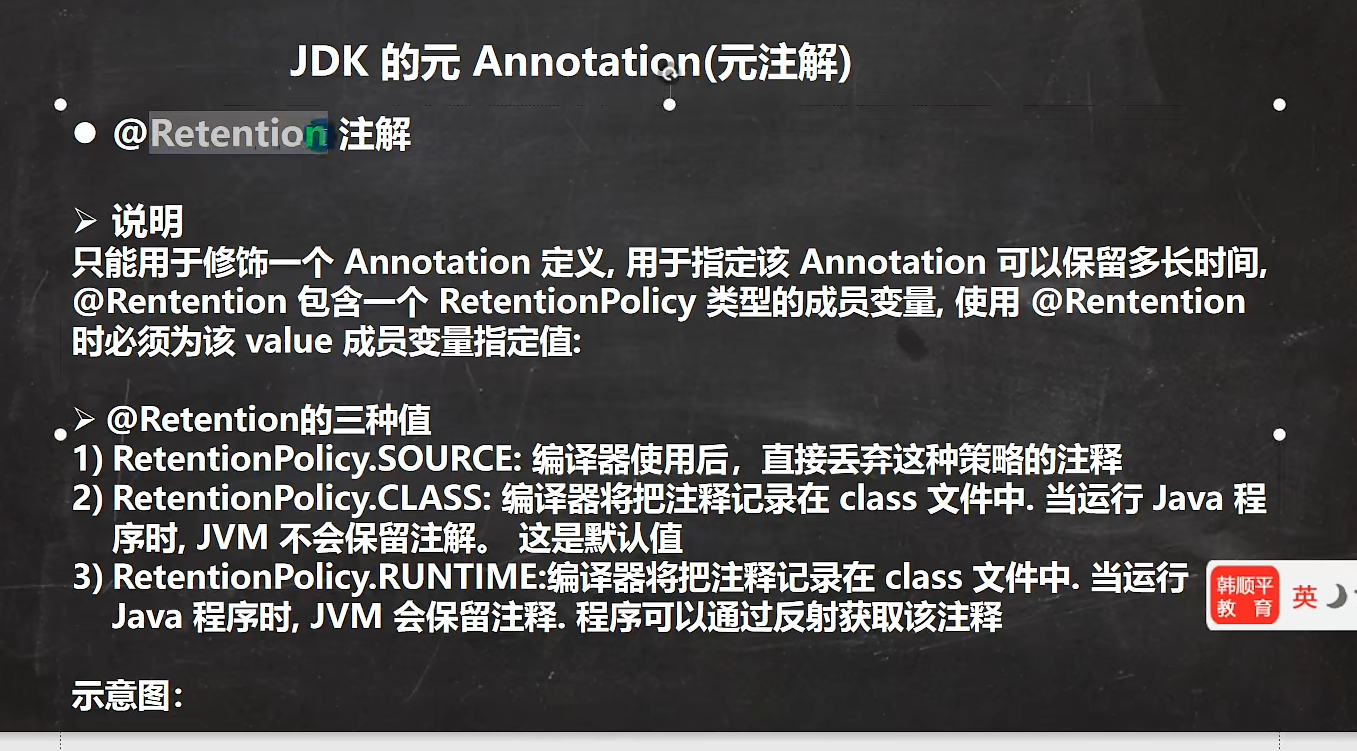 JDK 的元 Annotation(元注解)
● @Retention 注解
➢ 说明
只能用于修饰一个 Annotation 定义, 用于指定该 Annotation 可以保留多长时间,
@Rentention 包含一个 RetentionPolicy 类型的成员变量, 使用 @Rentention
时必须为该 value 成员变量指定值:
➢ @Retention的三种值
1) RetentionPolicy.SOURCE: 编译器使用后，直接丢弃这种策略的注释
2) RetentionPolicy.CLASS: 编译器将把注释记录在 class 文件中. 当运行 Java 程
序时, JVM 不会保留注解。 这是默认值
3) RetentionPolicy.RUNTIME:编译器将把注释记录在 class 文件中. 当运行
Java 程序时, JVM 会保留注释. 程序可以通过反射获取该注释
韩顺平
教 育
英
示意图：